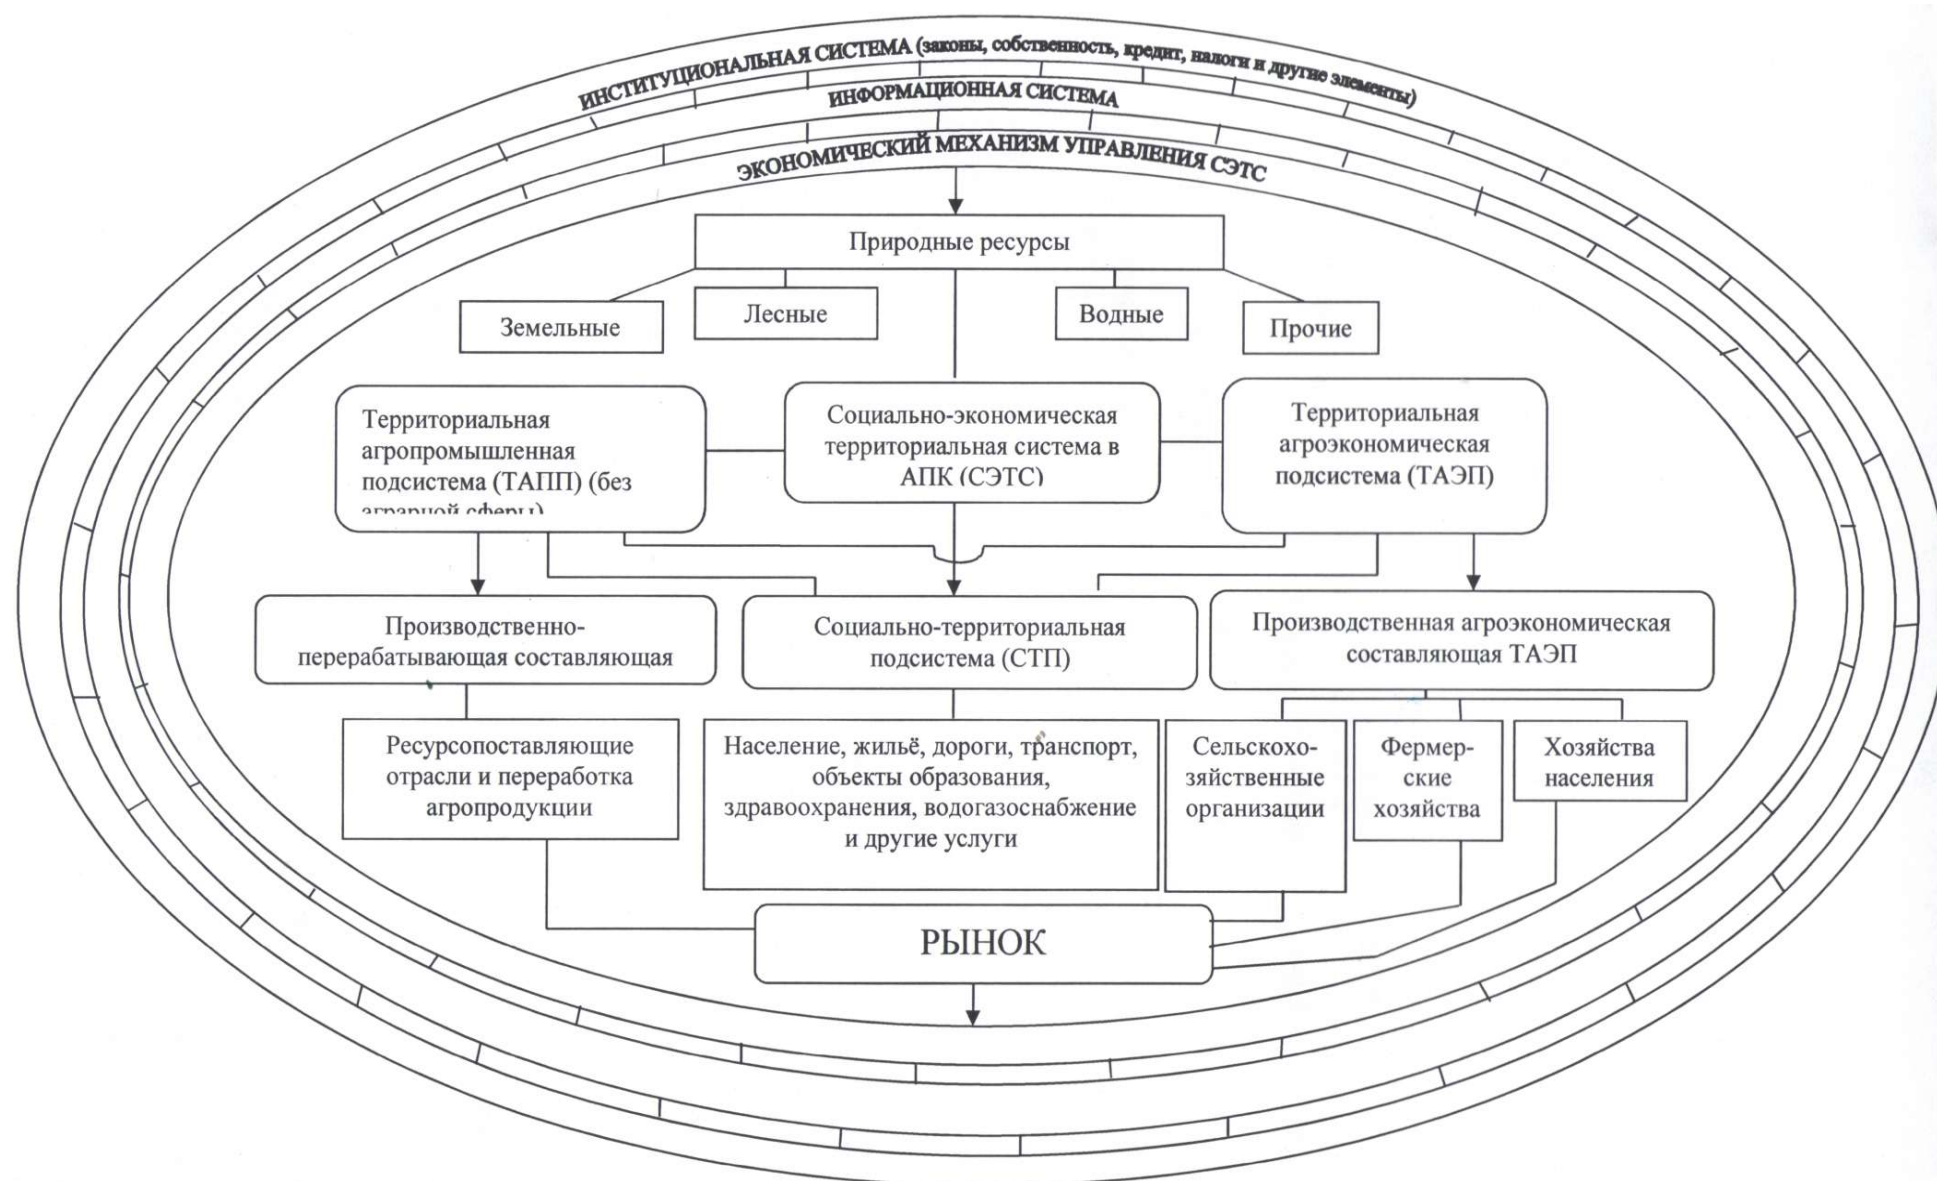 ИНСТИТУЦИОНАЛЬНАЯ СИСТЕМА (законы, собственность, кредит, налоги и другие элементы)
ИНФОРМАЦИОННАЯ СИСТЕМА
ЭКОНОМИЧЕСКИЙ МЕХАНИЗМ УПРАВЛЕНИЯ СЭТС
Природные ресурсы
Земельные
Лесные
Водные
Прочие
Территориальная
агропромышленная
подсистема (ТАПП) (без
аграрной сферы)
Социально-экономическая
территориальная система в
АПК (СЭТС)
Территориальная
агроэкономическая
подсистема (ТАЭП)
Производственно-
перерабатывающая составляющая
Социально-территориальная
подсистема (СТП)
Производственная агроэкономическая
составляющая ТАЭП
Ресурсопоставляющие
отрасли и переработка
агропродукции
Население, жильё, дороги, транспорт,
объекты образования,
здравоохранения, водогазоснабжение
и другие услуги
Сельскохо-
зяйственные
организации
Фермер-
ские
хозяйства
Хозяйства
населения
РЫНОК